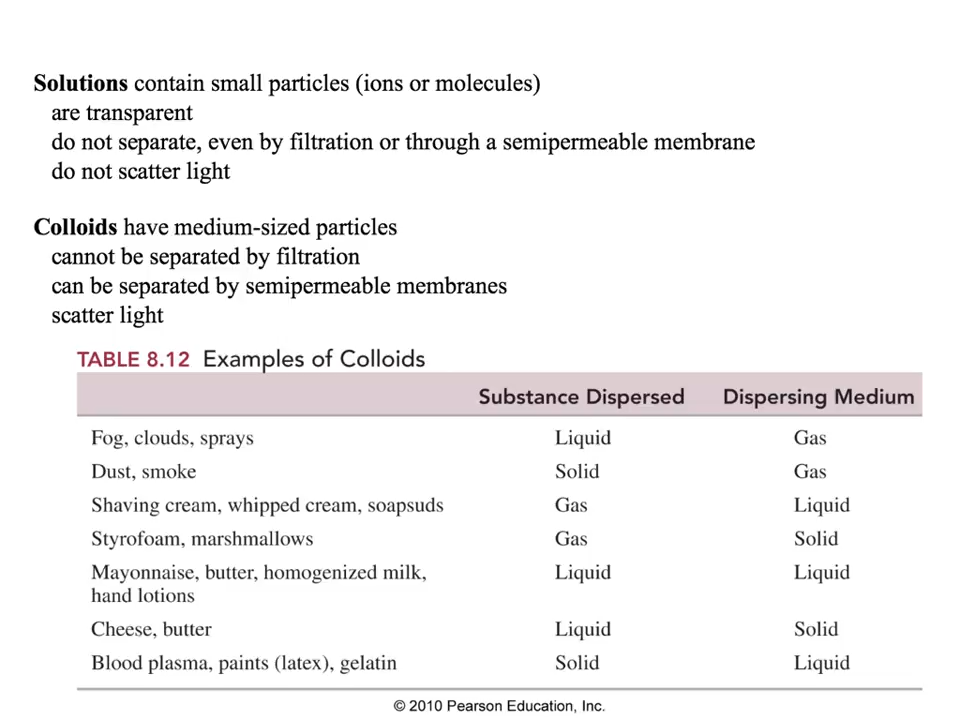 Solutions contain small particles (ions or molecules)
are transparent
do not separate, even by filtration or through a semipermeable membrane
do not scatter light
Colloids have medium-sized particles
cannot be separated by filtration
can be separated by semipermeable membranes
scatter light
TABLE 8.12 Examples of Colloids
Substance Dispersed Dispersing Medium
Fog, clouds, sprays Liquid Gas
Dust, smoke Solid Gas
Shaving cream, whipped cream, soapsuds Gas Liquid
Styrofoam, marshmallows Gas Solid
Mayonnaise, butter, homogenized milk, Liquid Liquid
hand lotions
Cheese, butter Liquid Solid
Blood plasma, paints (latex), gelatin Solid Liquid
© 2010 Pearson Education, Inc.